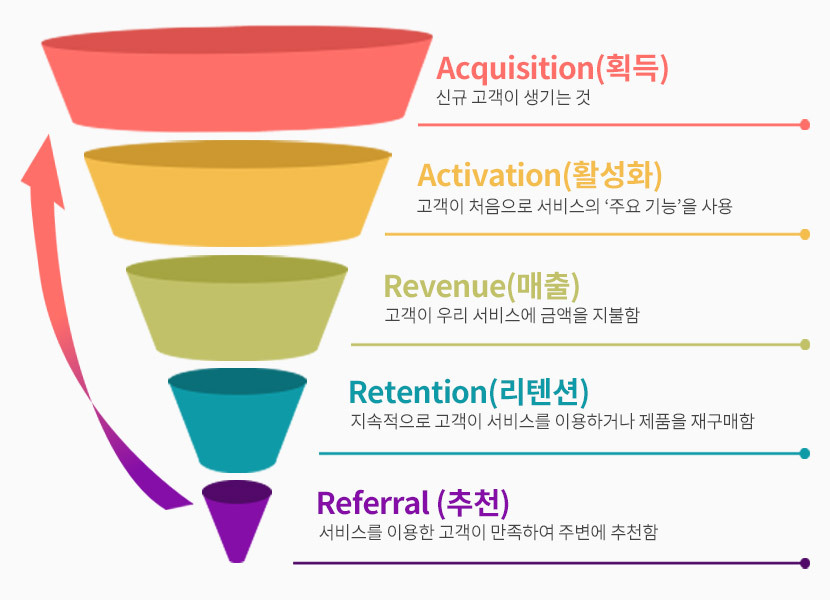 Acquisition(획득)
신규 고객이 생기는 것
Activation(활성화)
고객이 처음으로 서비스의 ‘주요 기능’을 사용
Revenue(매출)
고객이 우리 서비스에 금액을 지불함
Retention(리텐션)
지속적으로 고객이 서비스를 이용하거나 제품을 재구매함
Referral (추천)
서비스를 이용한 고객이 만족하여 주변에 추천함